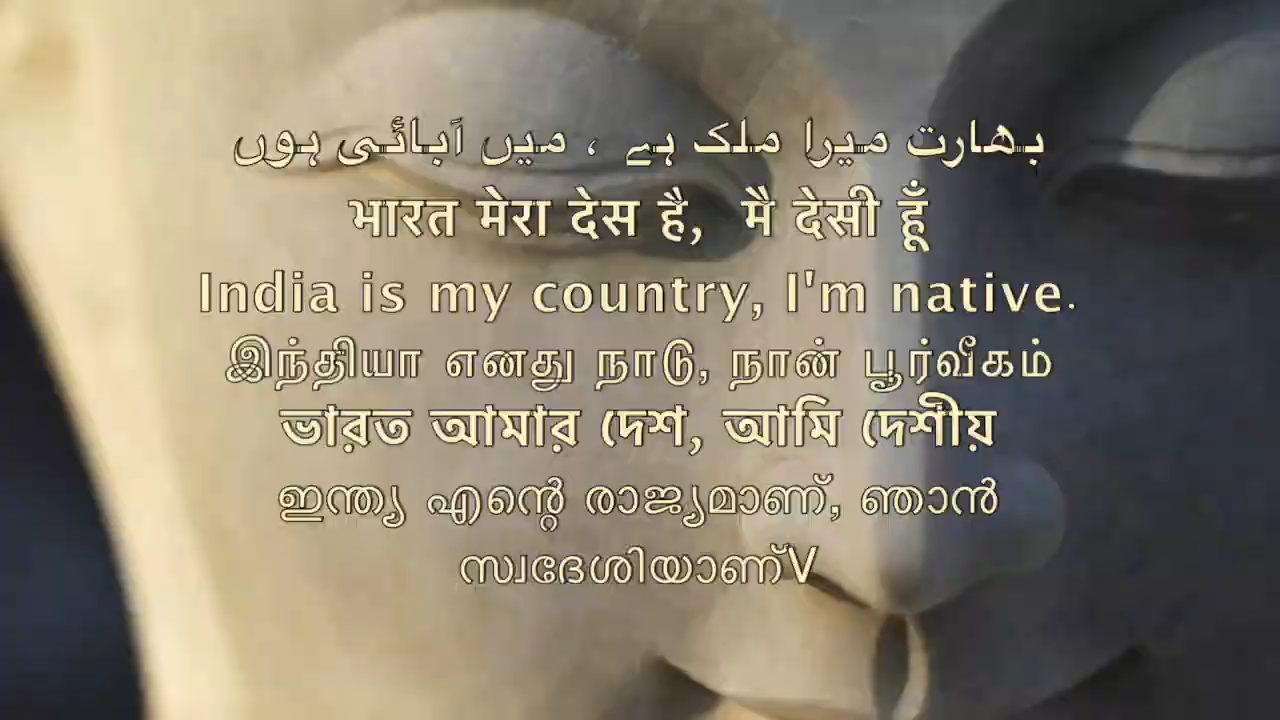 بھارت میرا ملک ہے ، میں آبائی ہوں
भारत मेरा देस है, मै देसी हूँ
India is my country, I'm native.
இந்தியா எனது நாடு, நான் பூர்வீகம்
ভারত আমার দেশ, আমি দেশীয়
ഇന്ത്യ എന്റെ രാജ്യമാണ്, ഞാൻ
സ്വദേശിയാണ്V